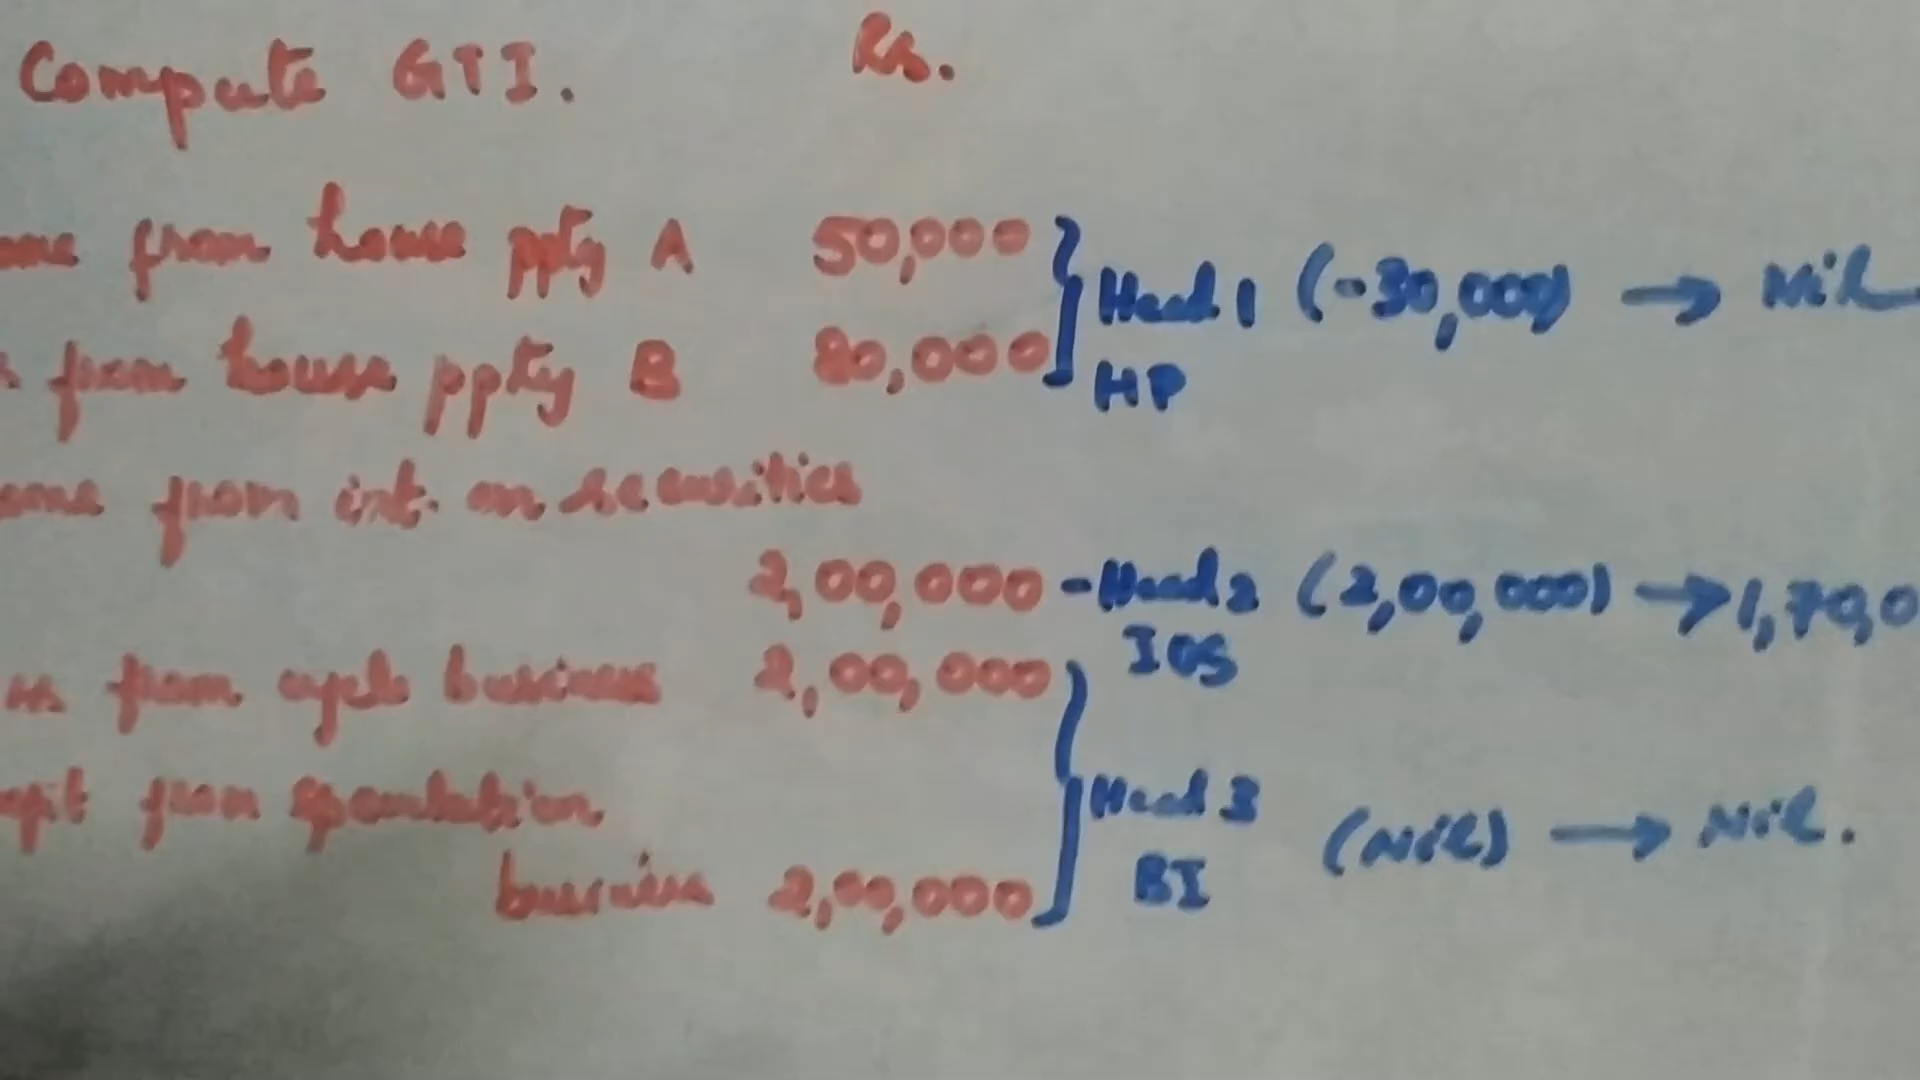 Compute GTI. Rs.
from house ppty A 50,000 Head 1 (-30,000) → Nil
from house ppty B 80,000 HP
from int. on securities
2,00,000 - Head 2 (2,00,000) → 1,70,0
IOS
from cycle business 2,00,000
from speculation Head 3 (Nil) → Nil.
business 2,00,000 BI